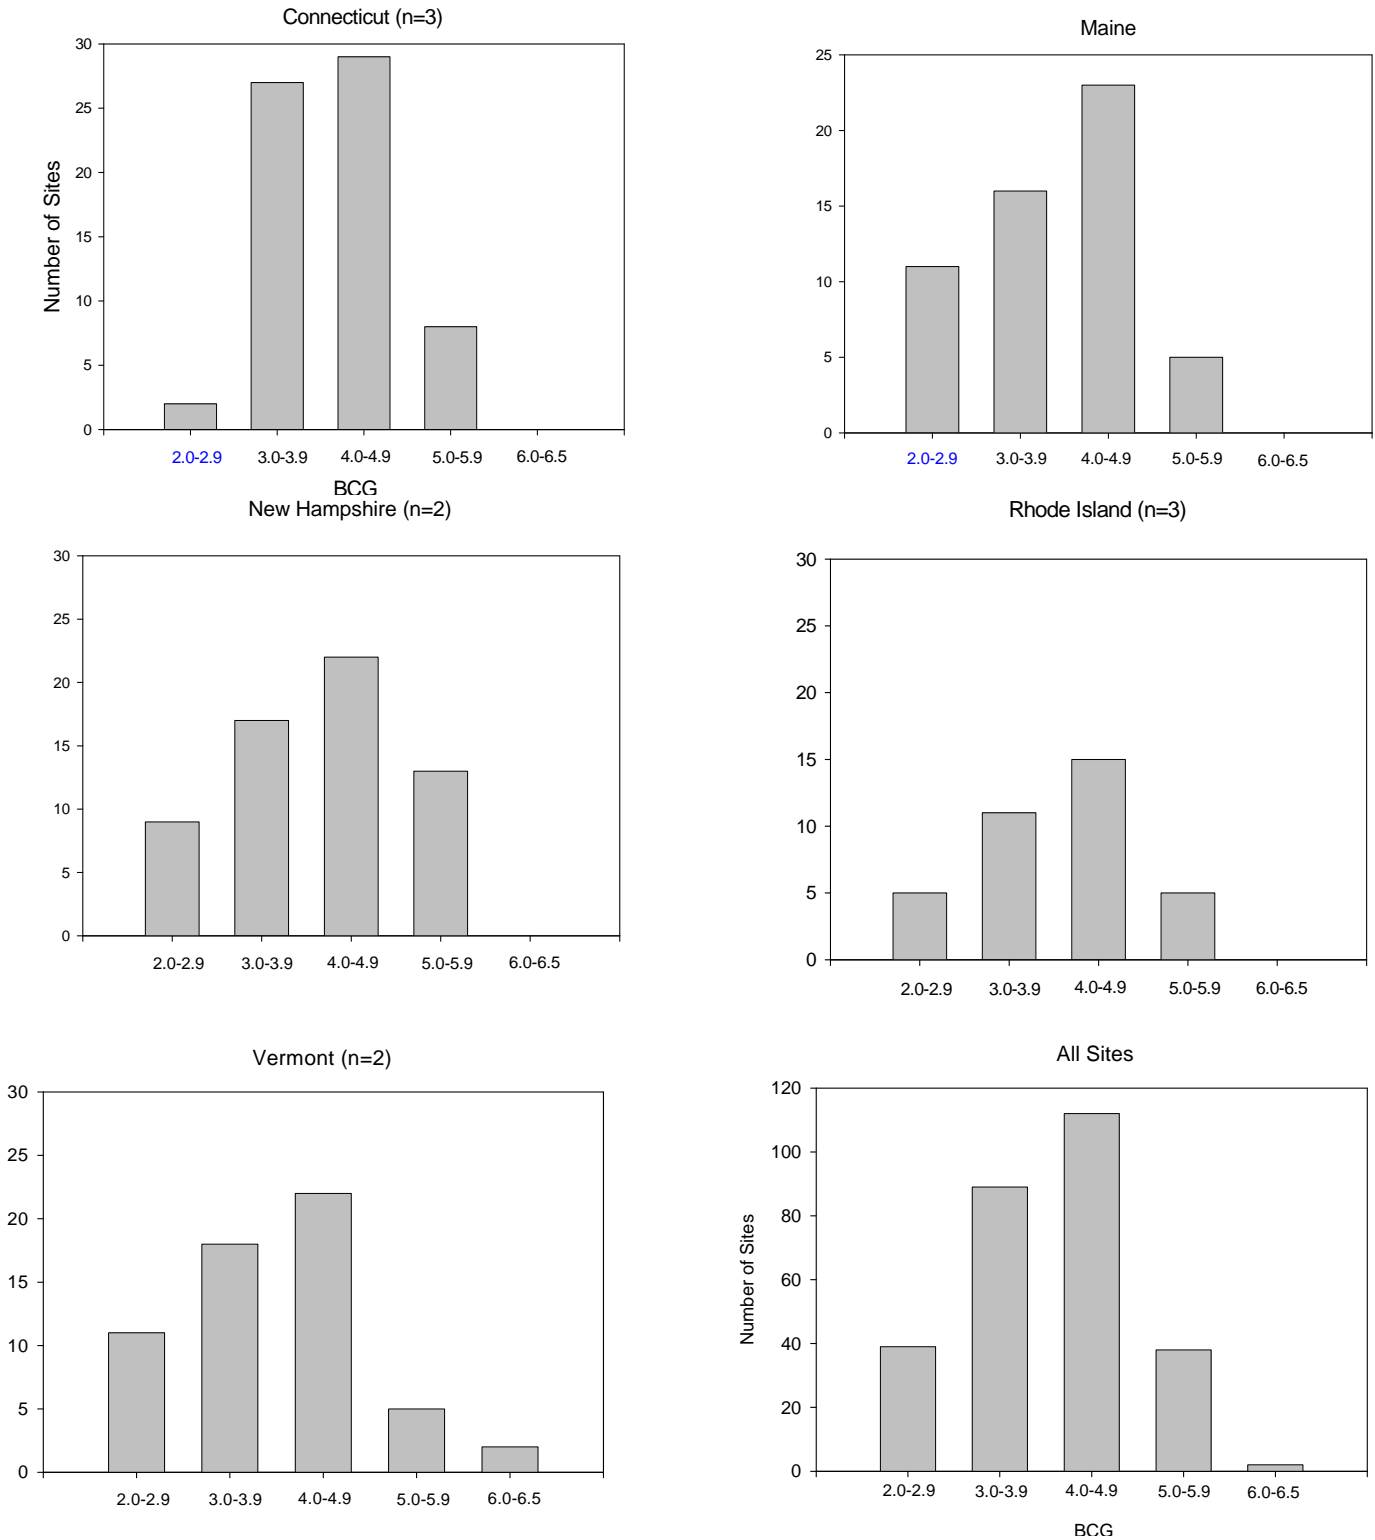 Connecticut (n=3)
Number of Sites
30
25
20
15
10
5
0
2.0-2.9 3.0-3.9 4.0-4.9 5.0-5.9 6.0-6.5
BCG
Maine
25
20
15
10
5
0
2.0-2.9 3.0-3.9 4.0-4.9 5.0-5.9 6.0-6.5
New Hampshire (n=2)
30
25
20
15
10
5
0
2.0-2.9 3.0-3.9 4.0-4.9 5.0-5.9 6.0-6.5
Rhode Island (n=3)
30
25
20
15
10
5
0
2.0-2.9 3.0-3.9 4.0-4.9 5.0-5.9 6.0-6.5
Vermont (n=2)
30
25
20
15
10
5
0
2.0-2.9 3.0-3.9 4.0-4.9 5.0-5.9 6.0-6.5
All Sites
Number of Sites
120
100
80
60
40
20
0
2.0-2.9 3.0-3.9 4.0-4.9 5.0-5.9 6.0-6.5
BCG